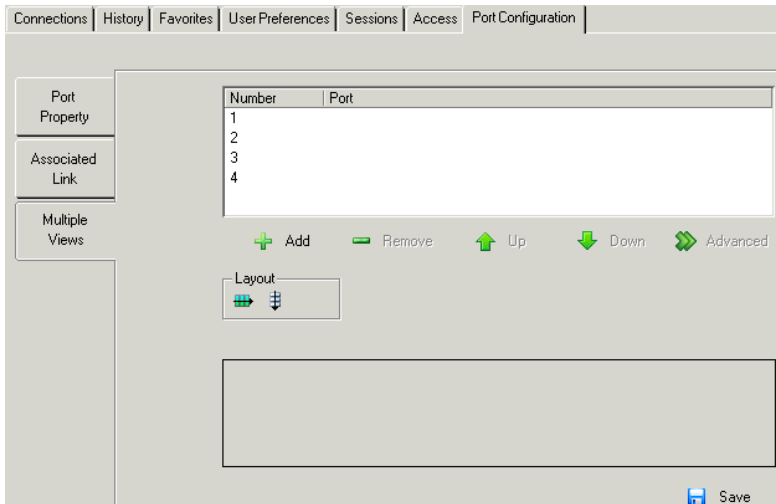 Connections History Favorites User Preferences Sessions Access Port Configuration
Port
Property
Associated
Link
Multiple
Views
Number Port
1
2
3
4
Add Remove Up Down Advanced
Layout
Save